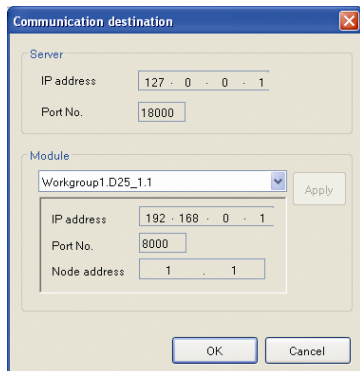 Communication destination
Server
IP address 127 . 0 . 0 . 1
Port No. 18000
Module
Workgroup1.D25_1.1
Apply
IP address 192 . 168 . 0 . 1
Port No. 8000
Node address 1 . 1
OK Cancel